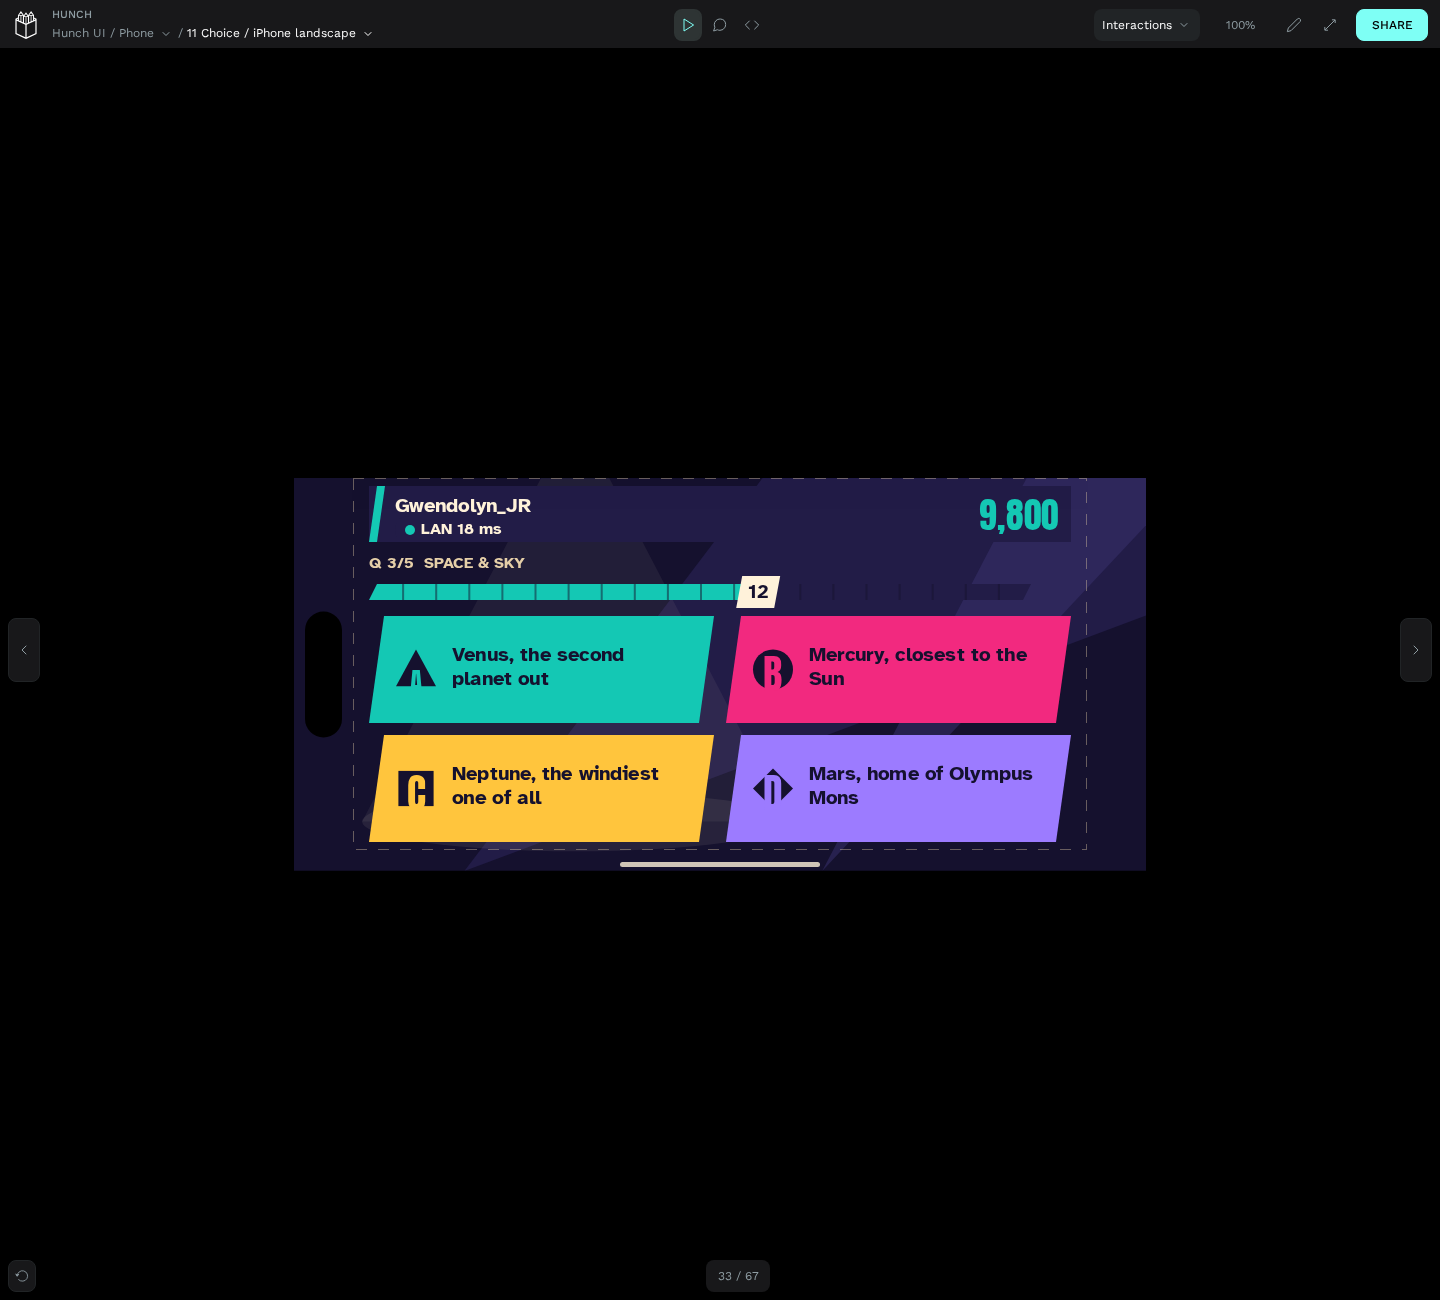 HUNCH
Hunch UI / Phone / 11 Choice / iPhone landscape
Interactions
100%
SHARE
Gwendolyn_JR
LAN 18 ms
9,800
Q 3/5 SPACE & SKY
12
A
Venus, the second
planet out
B
Mercury, closest to the
Sun
C
Neptune, the windiest
one of all
D
Mars, home of Olympus
Mons
33 / 67